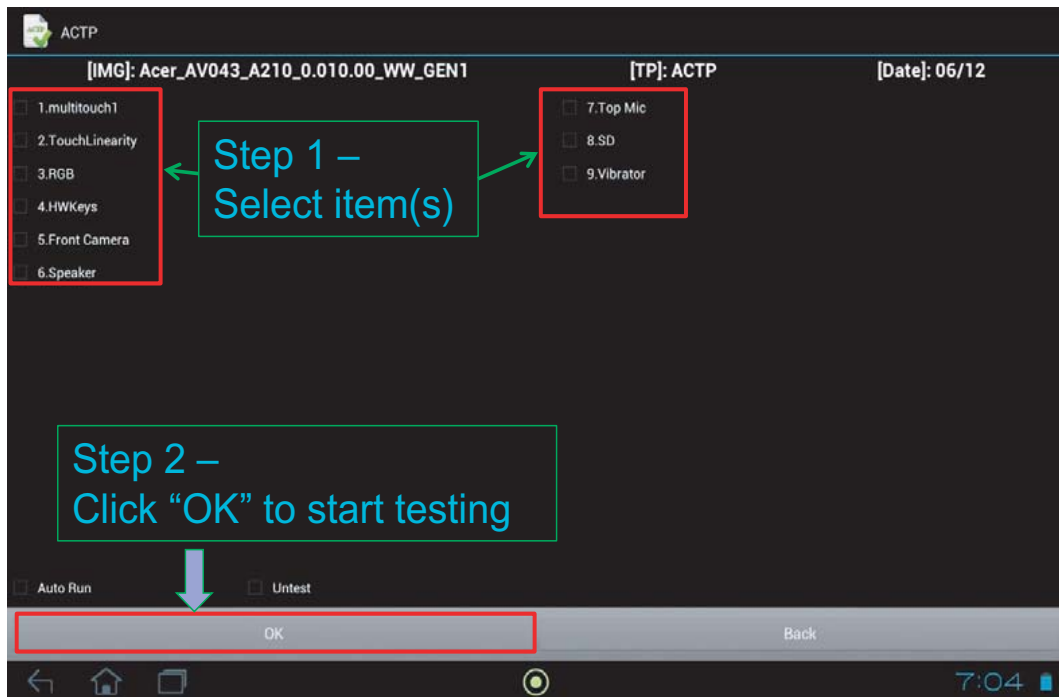 ACTP
[IMG]: Acer_AV043_A210_0.010.00_WW_GEN1 [TP]: ACTP [Date]: 06/12
1.multitouch1
2.TouchLinearity
3.RGB
4.HWKeys
5.Front Camera
6.Speaker
7.Top Mic
8.SD
9.Vibrator
Step 1 –
Select item(s)
Step 2 –
Click “OK” to start testing
Auto Run
Untest
OK
Back
7:04